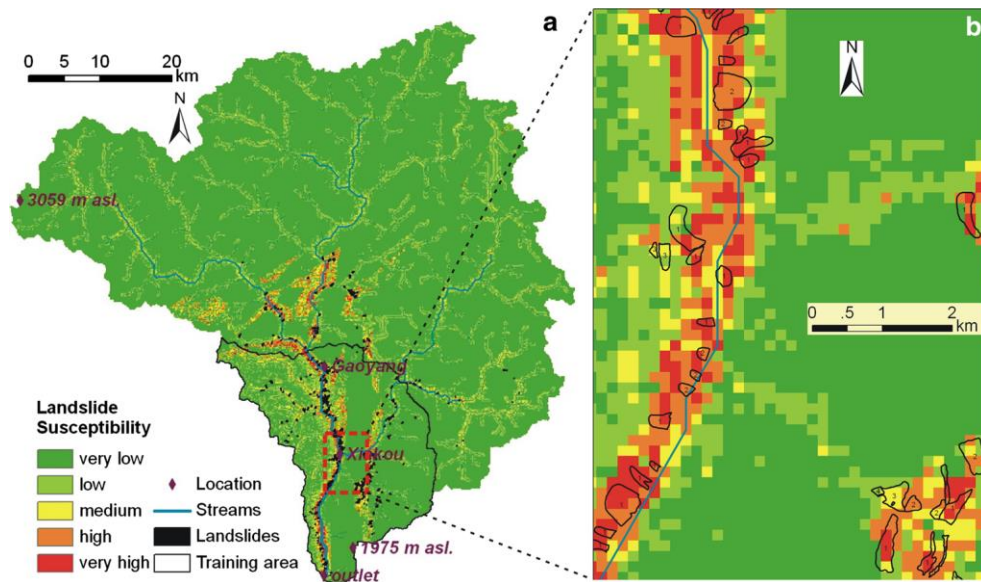 a
0 5 10 20
km
N
3059 m asl.
Gaoyang
Xiakou
1975 m asl.
outlet
Landslide
Susceptibility
very low
low
medium
high
very high
Location
Streams
Landslides
Training area
b
N
0 .5 1 2
km